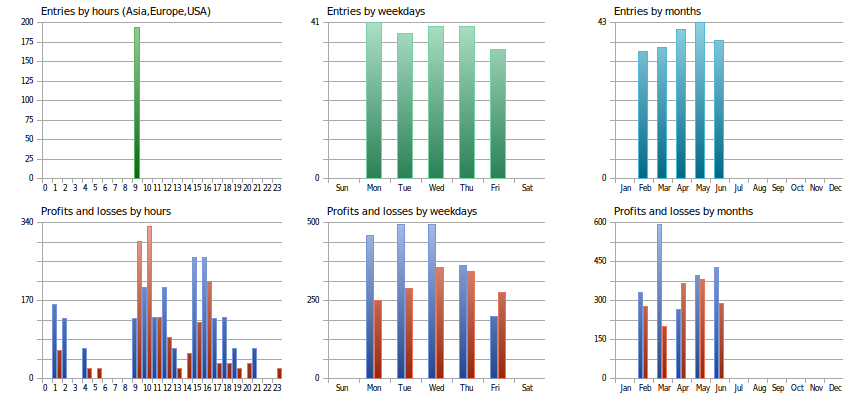 Entries by hours (Asia,Europe,USA)
200
175
150
125
100
75
50
25
0
0 1 2 3 4 5 6 7 8 9 10 11 12 13 14 15 16 17 18 19 20 21 22 23
Entries by weekdays
41
0
Sun Mon Tue Wed Thu Fri Sat
Entries by months
43
0
Jan Feb Mar Apr May Jun Jul Aug Sep Oct Nov Dec
Profits and losses by hours
340
170
0
0 1 2 3 4 5 6 7 8 9 10 11 12 13 14 15 16 17 18 19 20 21 22 23
Profits and losses by weekdays
500
250
0
Sun Mon Tue Wed Thu Fri Sat
Profits and losses by months
600
450
300
150
0
Jan Feb Mar Apr May Jun Jul Aug Sep Oct Nov Dec